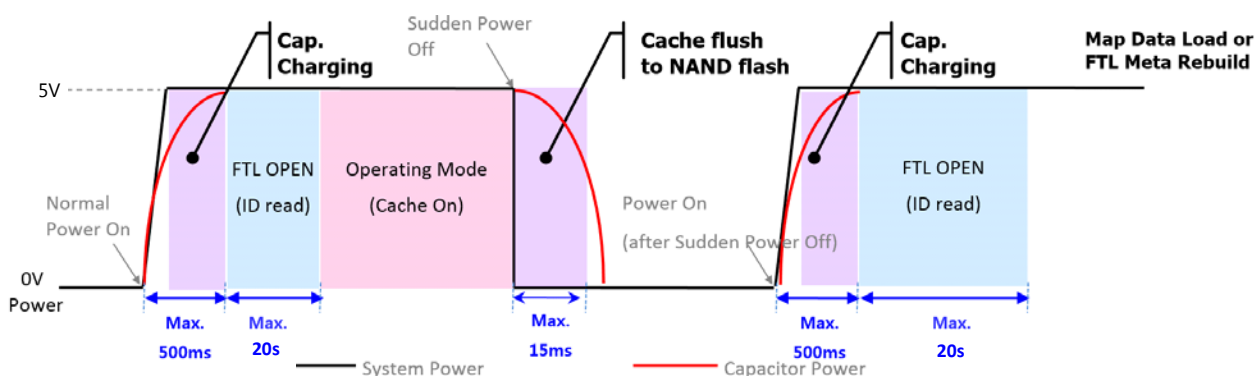 Sudden Power
Off
Cap.
Charging
Cache flush
to NAND flash
Cap.
Charging
Map Data Load or
FTL Meta Rebuild
5V
FTL OPEN
(ID read)
Operating Mode
(Cache On)
FTL OPEN
(ID read)
Normal
Power On
Power On
(after Sudden Power Off)
0V
Power
Max.
500ms
Max.
20s
Max.
15ms
Max.
500ms
Max.
20s
System Power
Capacitor Power